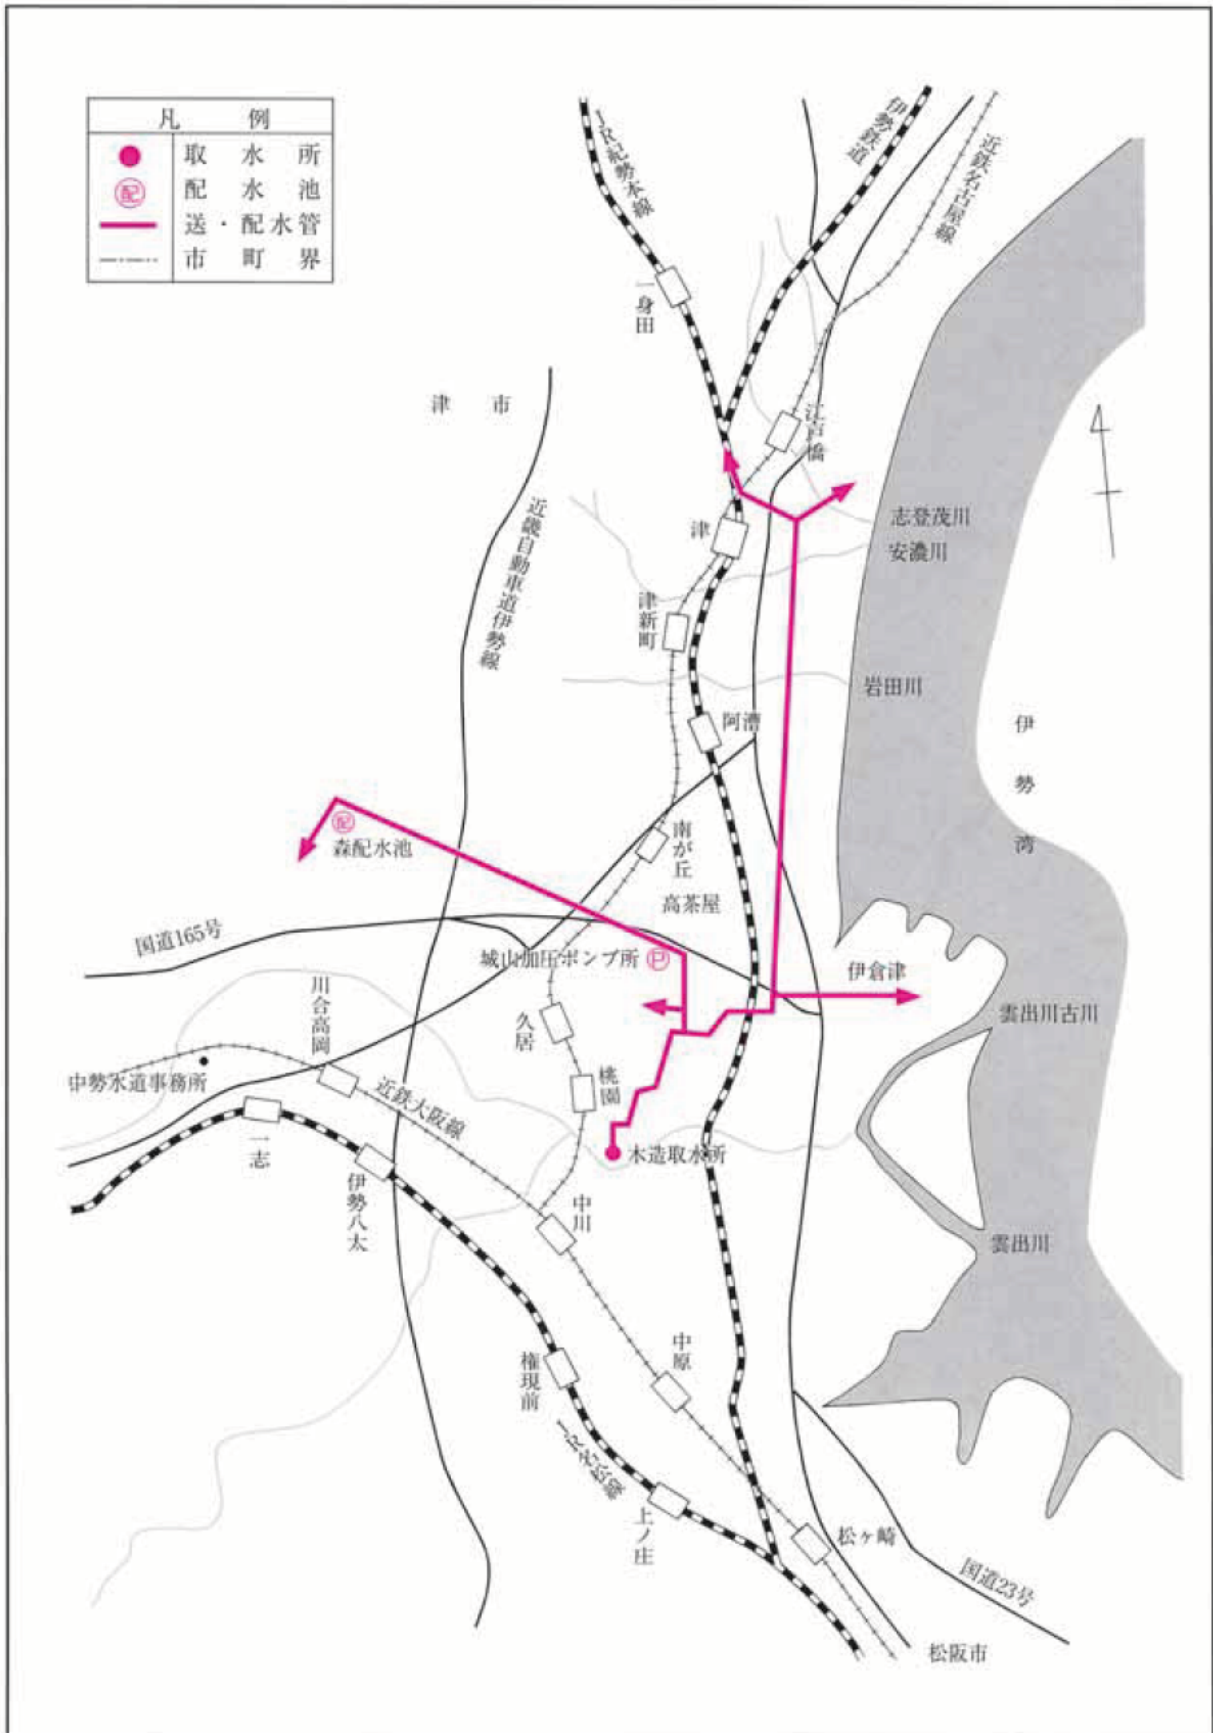 凡例
取水所
配 配水池
送・配水管
市町界
JR紀勢本線
伊勢鉄道
近鉄名古屋線
一身田
津市
江戸橋
近畿自動車道伊勢線
志登茂川
津
安濃川
津新町
岩田川
阿漕
伊勢湾
配
森配水池
南が丘
高茶屋
国道165号
城山加圧ポンプ所 P
伊倉津
川合高岡
久居
雲出川古川
中勢水道事務所
桃園
近鉄大阪線
一志
木造取水所
伊勢八太
中川
雲出川
中原
権現前
JR名松線
上ノ庄
松ヶ崎
国道23号
松阪市